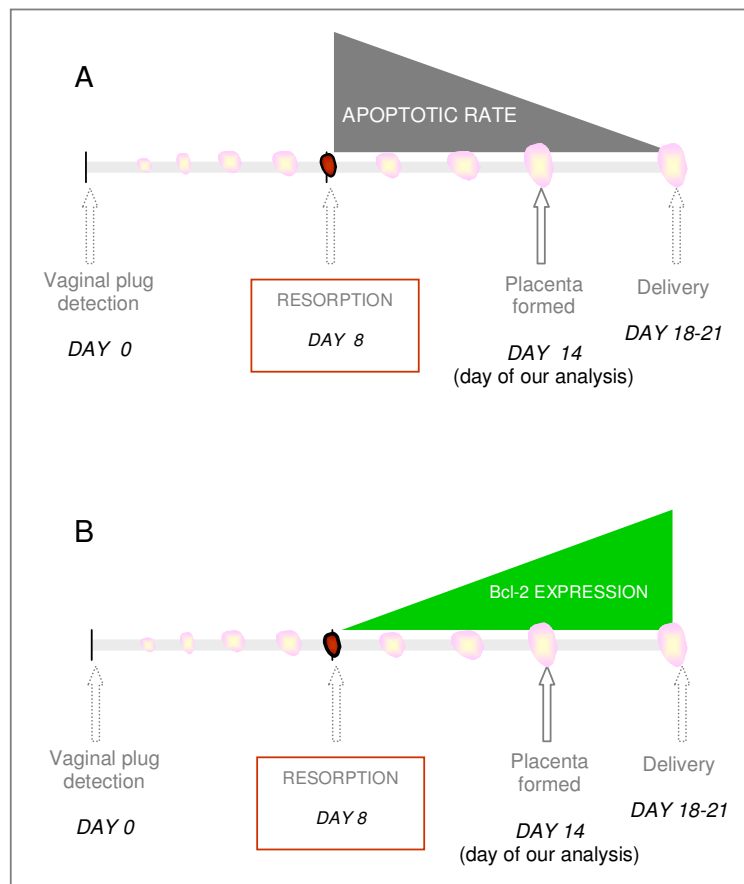 A
APOPTOTIC RATE
Vaginal plug
detection
DAY 0
RESORPTION
DAY 8
Placenta
formed
DAY 14
(day of our analysis)
Delivery
DAY 18-21
B
Bcl-2 EXPRESSION
Vaginal plug
detection
DAY 0
RESORPTION
DAY 8
Placenta
formed
DAY 14
(day of our analysis)
Delivery
DAY 18-21